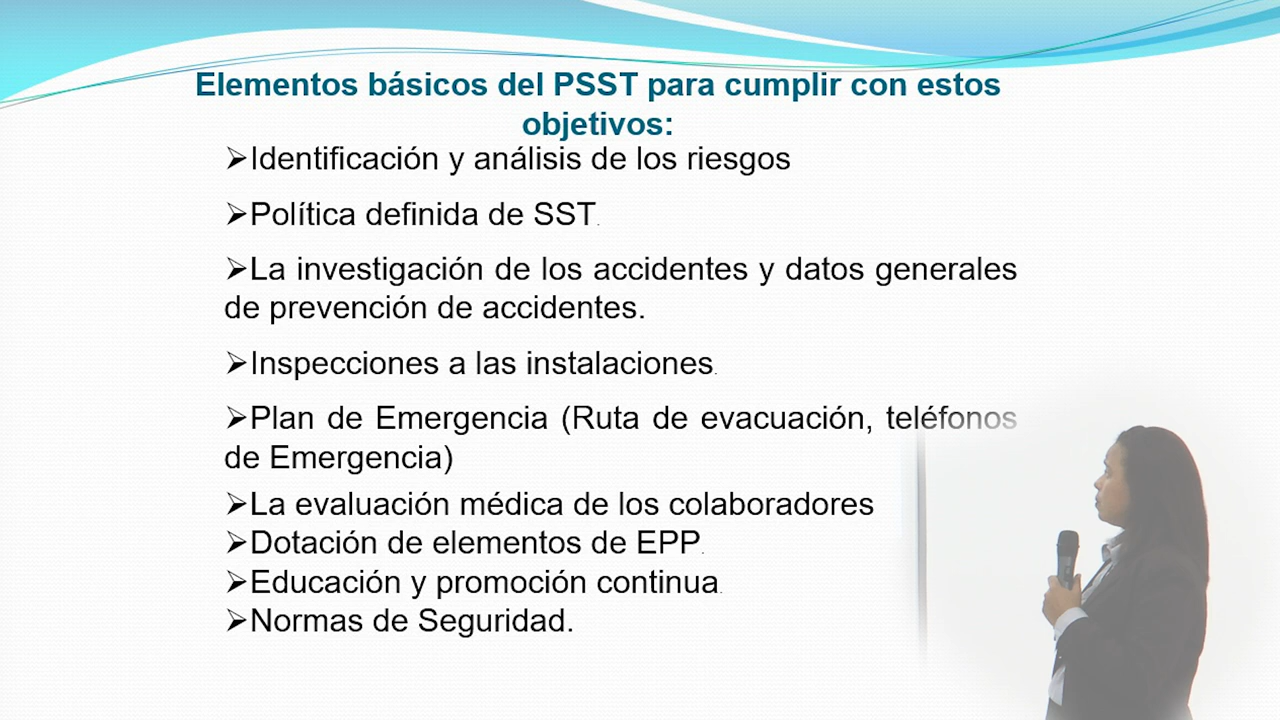 Elementos básicos del PSST para cumplir con estos
objetivos:
➢Identificación y análisis de los riesgos
➢Política definida de SST.
➢La investigación de los accidentes y datos generales
de prevención de accidentes.
➢Inspecciones a las instalaciones.
➢Plan de Emergencia (Ruta de evacuación, teléfonos
de Emergencia)
➢La evaluación médica de los colaboradores
➢Dotación de elementos de EPP.
➢Educación y promoción continua.
➢Normas de Seguridad.